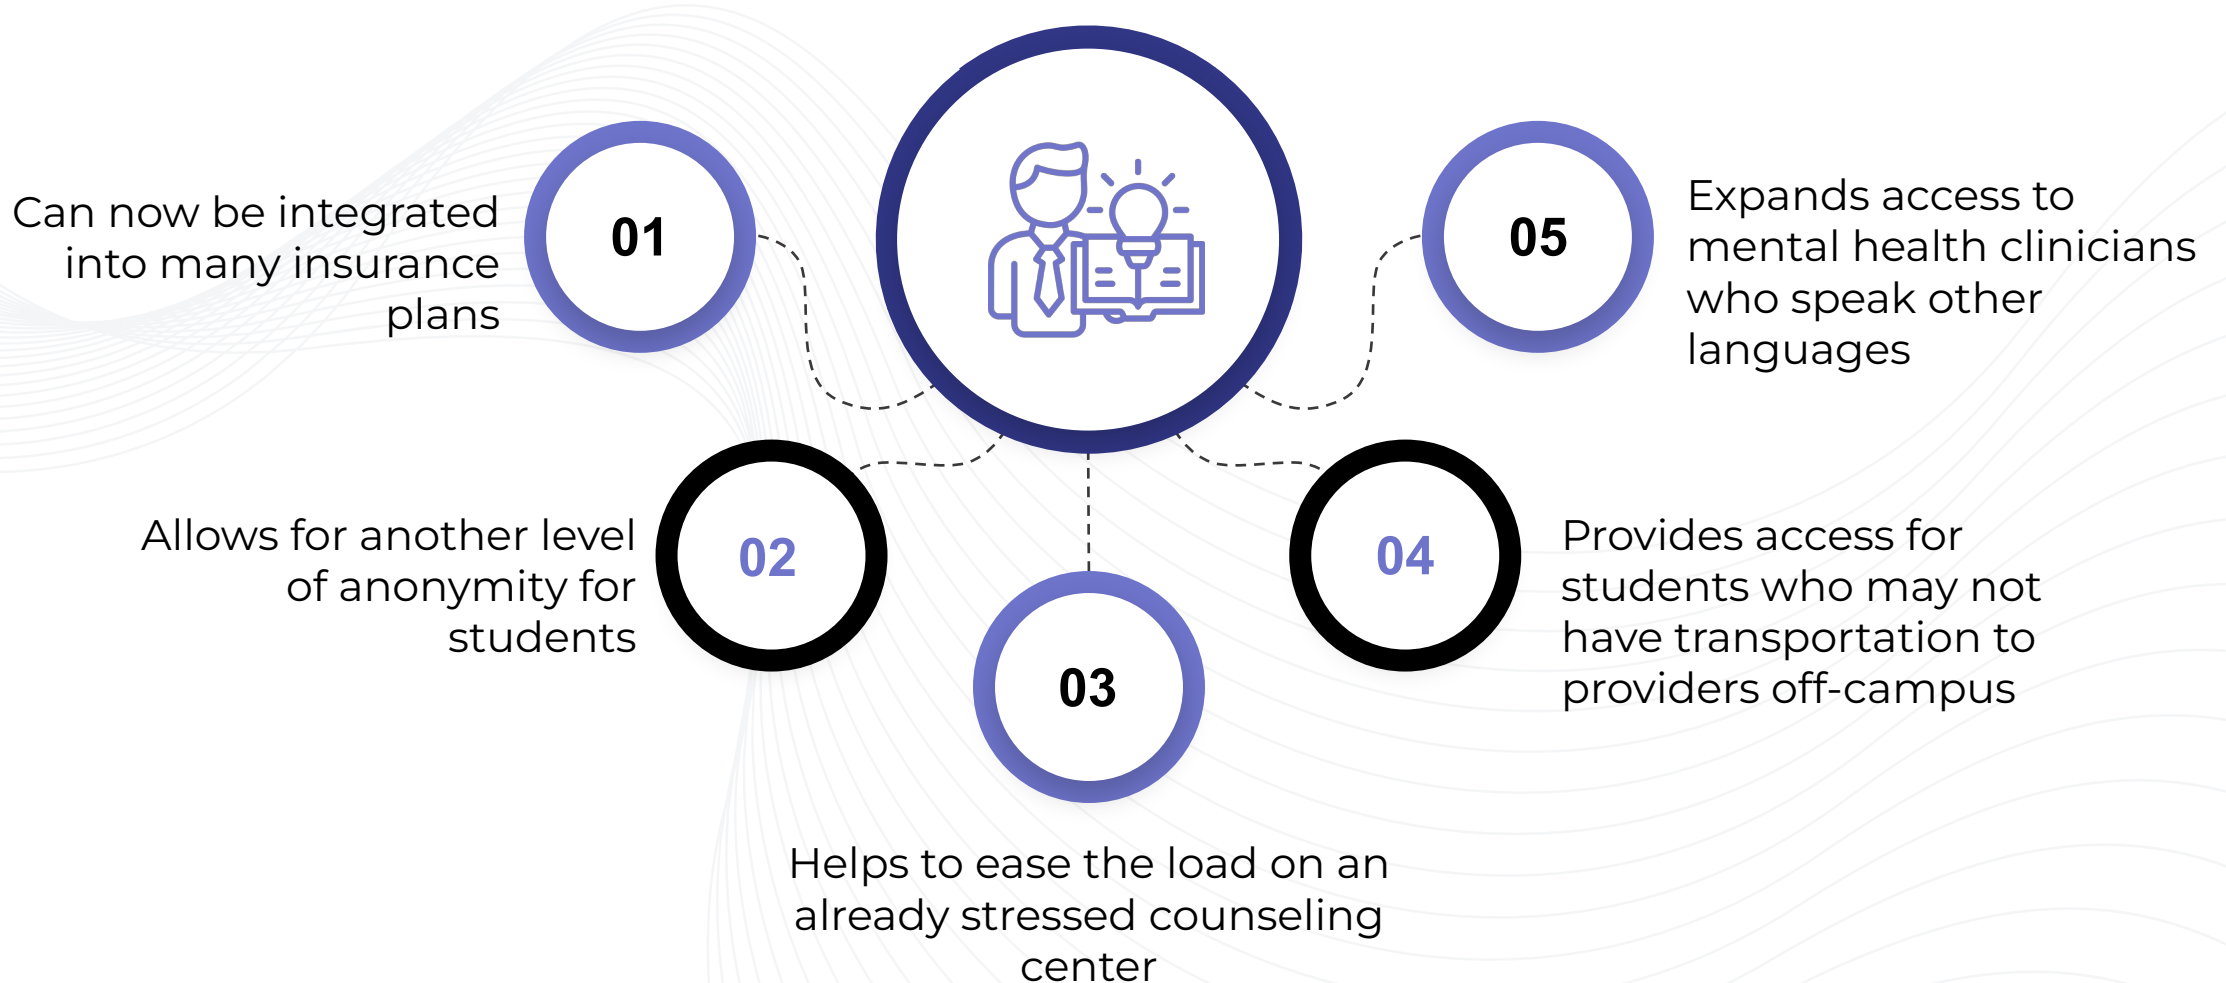 01
Can now be integrated
into many insurance
plans
02
Allows for another level
of anonymity for
students
03
Helps to ease the load on an
already stressed counseling
center
04
Provides access for
students who may not
have transportation to
providers off-campus
05
Expands access to
mental health clinicians
who speak other
languages